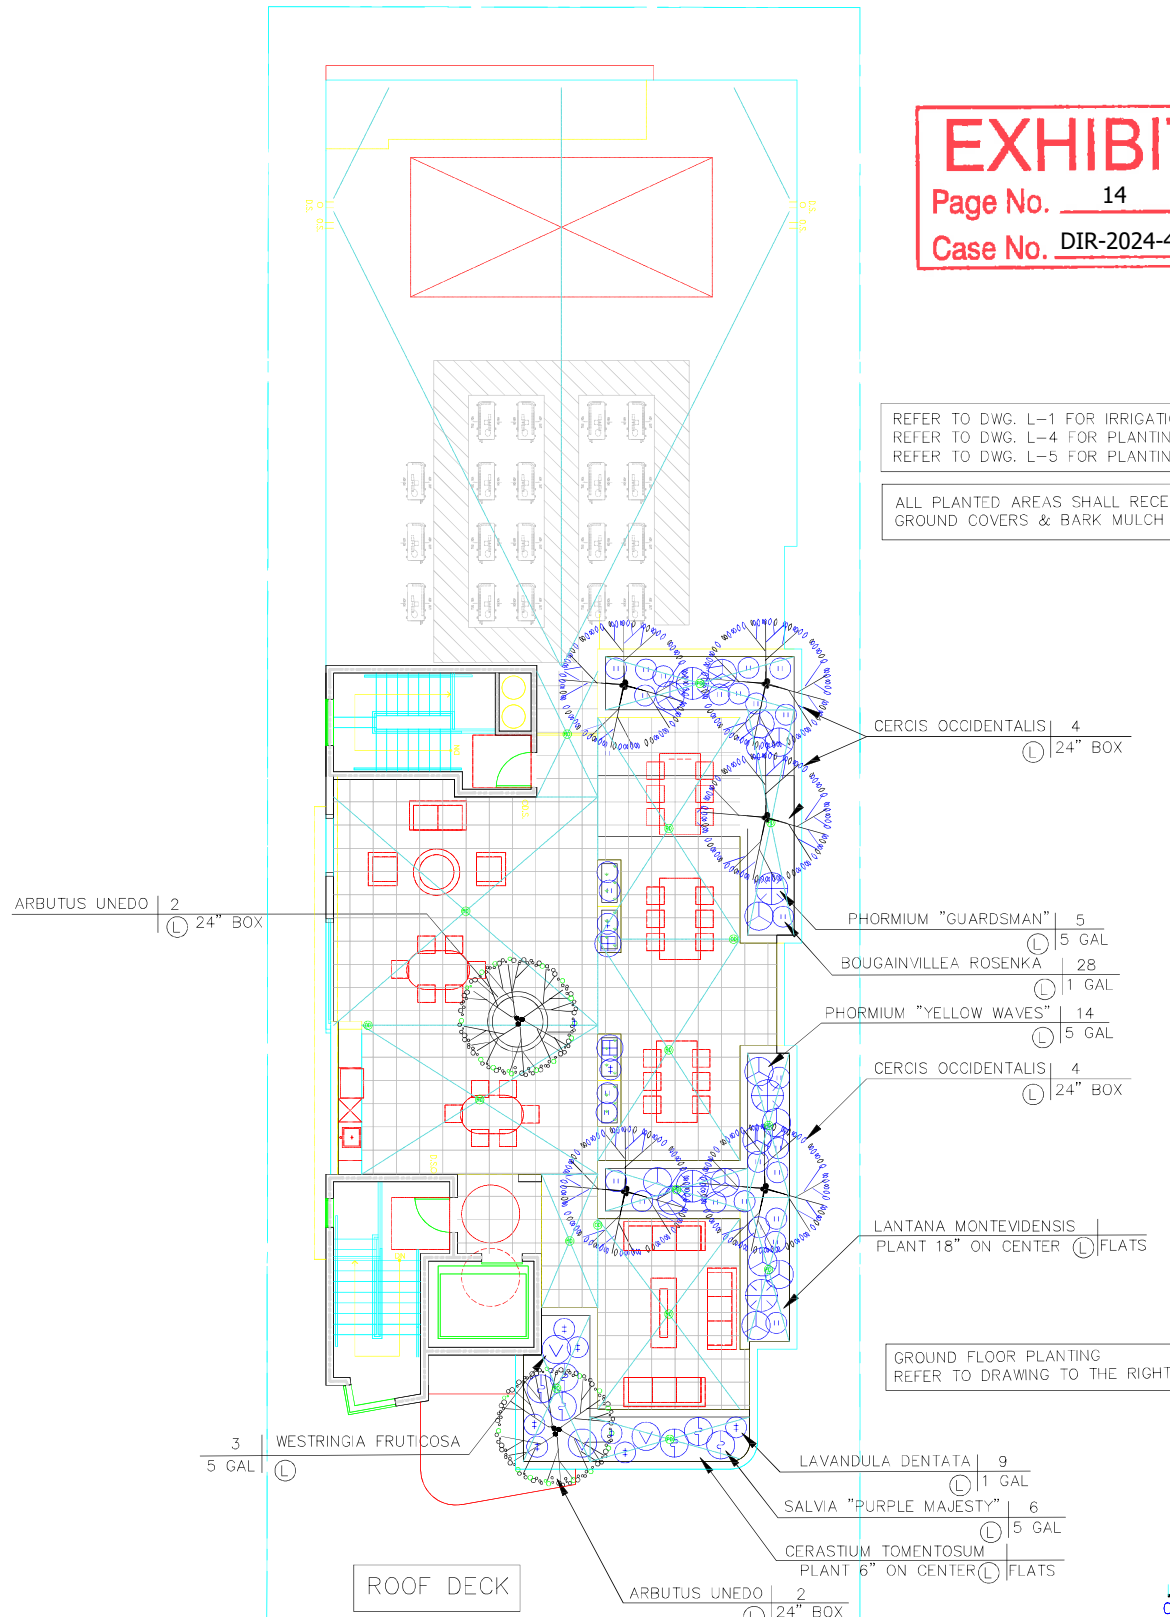 EXHIBIT
Page No. 14
Case No. DIR-2024-4
REFER TO DWG. L-1 FOR IRRIGATI
REFER TO DWG. L-4 FOR PLANTIN
REFER TO DWG. L-5 FOR PLANTIN
ALL PLANTED AREAS SHALL RECE
GROUND COVERS & BARK MULCH
CERCIS OCCIDENTALIS 4
L 24" BOX
ARBUTUS UNEDO 2
L 24" BOX
PHORMIUM "GUARDSMAN" 5
L 5 GAL
BOUGAINVILLEA ROSENKA 28
L 1 GAL
PHORMIUM "YELLOW WAVES" 14
L 5 GAL
CERCIS OCCIDENTALIS 4
L 24" BOX
LANTANA MONTEVIDENSIS
PLANT 18" ON CENTER L FLATS
GROUND FLOOR PLANTING
REFER TO DRAWING TO THE RIGHT
3 WESTRINGIA FRUTICOSA
5 GAL L
LAVANDULA DENTATA 9
L 1 GAL
SALVIA "PURPLE MAJESTY" 6
L 5 GAL
CERASTIUM TOMENTOSUM
PLANT 6" ON CENTER L FLATS
ROOF DECK
ARBUTUS UNEDO 2
L 24" BOX